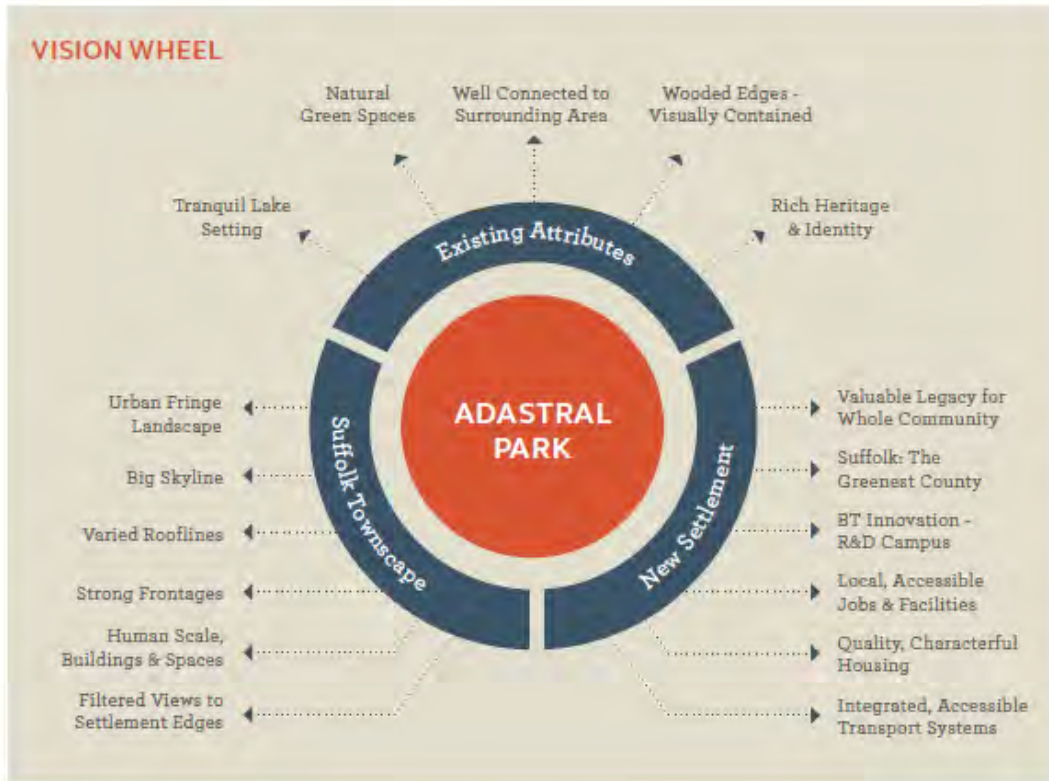 VISION WHEEL
Natural
Green Spaces
Well Connected to
Surrounding Area
Wooded Edges -
Visually Contained
Tranquil Lake
Setting
Rich Heritage
& Identity
Existing Attributes
ADASTRAL
PARK
Suffolk Townscape
New Settlement
Urban Fringe
Landscape
Big Skyline
Varied Rooflines
Strong Frontages
Human Scale,
Buildings & Spaces
Filtered Views to
Settlement Edges
Valuable Legacy for
Whole Community
Suffolk: The
Greenest County
BT Innovation -
R&D Campus
Local, Accessible
Jobs & Facilities
Quality, Characterful
Housing
Integrated, Accessible
Transport Systems